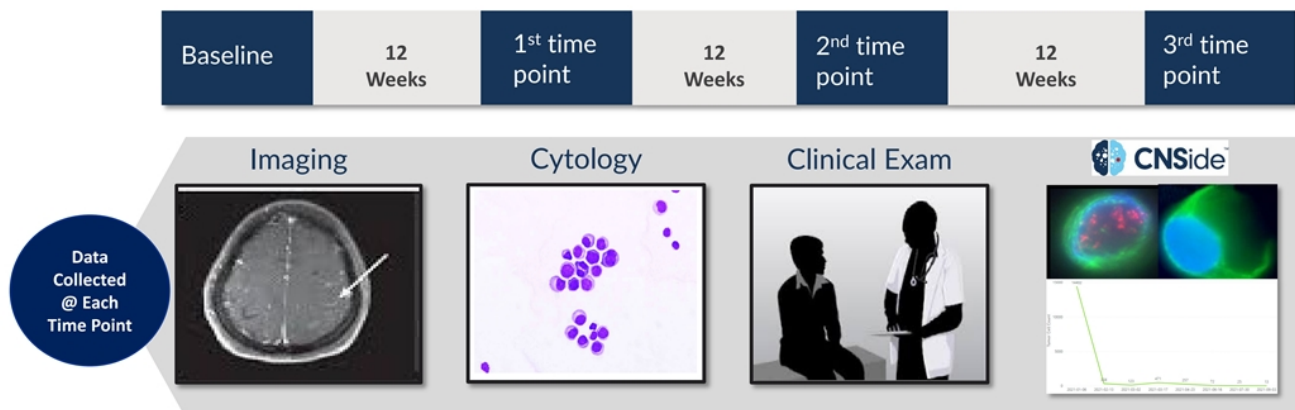 Baseline
12
Weeks
1st time
point
12
Weeks
2nd time
point
12
Weeks
3rd time
point
Imaging
Cytology
Clinical Exam
CNSide™
Data
Collected
@ Each
Time Point